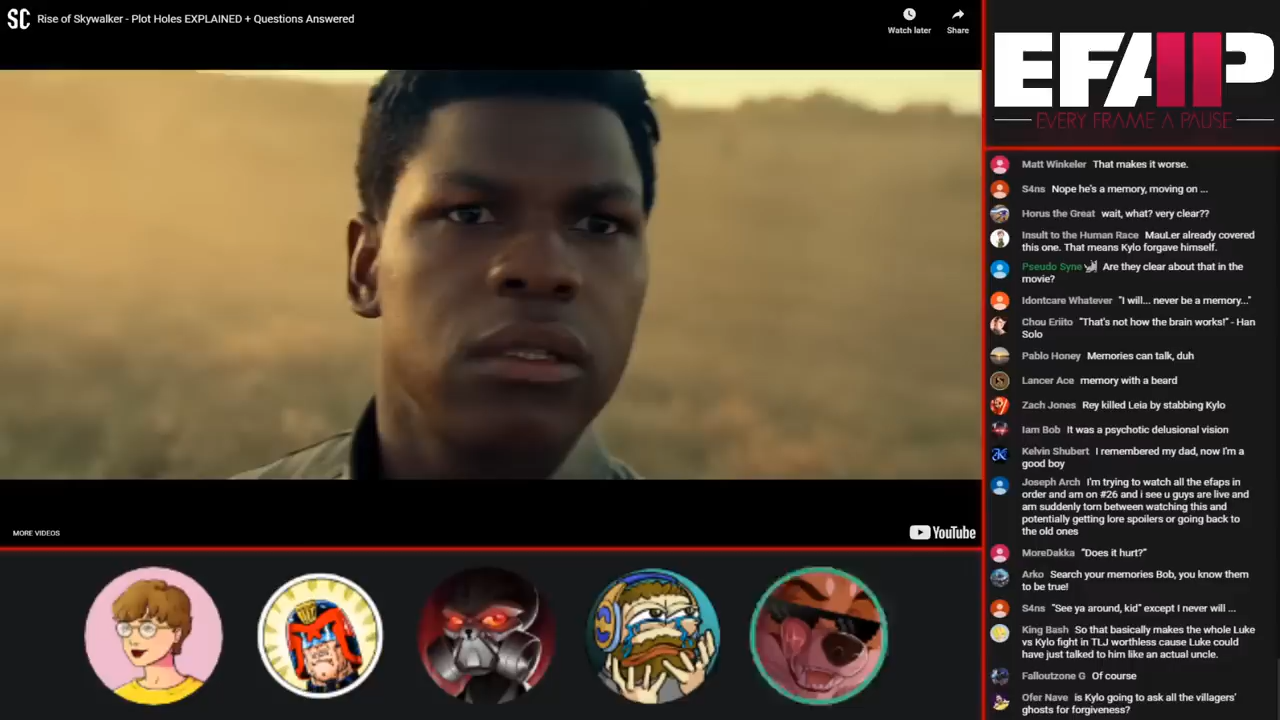 SC Rise of Skywalker - Plot Holes EXPLAINED + Questions Answered
Watch later
Share
MORE VIDEOS
YouTube
EFAP
EVERY FRAME A PAUSE
Matt Winkeler That makes it worse.
S4ns Nope he's a memory, moving on ...
Horus the Great wait, what? very clear??
Insult to the Human Race MauLer already covered
this one. That means Kylo forgave himself.
Pseudo Syne Are they clear about that in the
movie?
Idontcare Whatever "I will... never be a memory..."
Chou Eriito "That's not how the brain works!" - Han
Solo
Pablo Honey Memories can talk, duh
Lancer Ace memory with a beard
Zach Jones Rey killed Leia by stabbing Kylo
Iam Bob It was a psychotic delusional vision
Kelvin Shubert I remembered my dad, now I'm a
good boy
Joseph Arch I'm trying to watch all the efaps in
order and am on #26 and i see u guys are live and
am suddenly torn between watching this and
potentially getting lore spoilers or going back to
the old ones
MoreDakka "Does it hurt?"
Arko Search your memories Bob, you know them
to be true!
S4ns "See ya around, kid" except I never will ...
King Bash So that basically makes the whole Luke
vs Kylo fight in TLJ worthless cause Luke could
have just talked to him like an actual uncle.
Falloutzone G Of course
Ofer Nave is Kylo going to ask all the villagers'
ghosts for forgiveness?